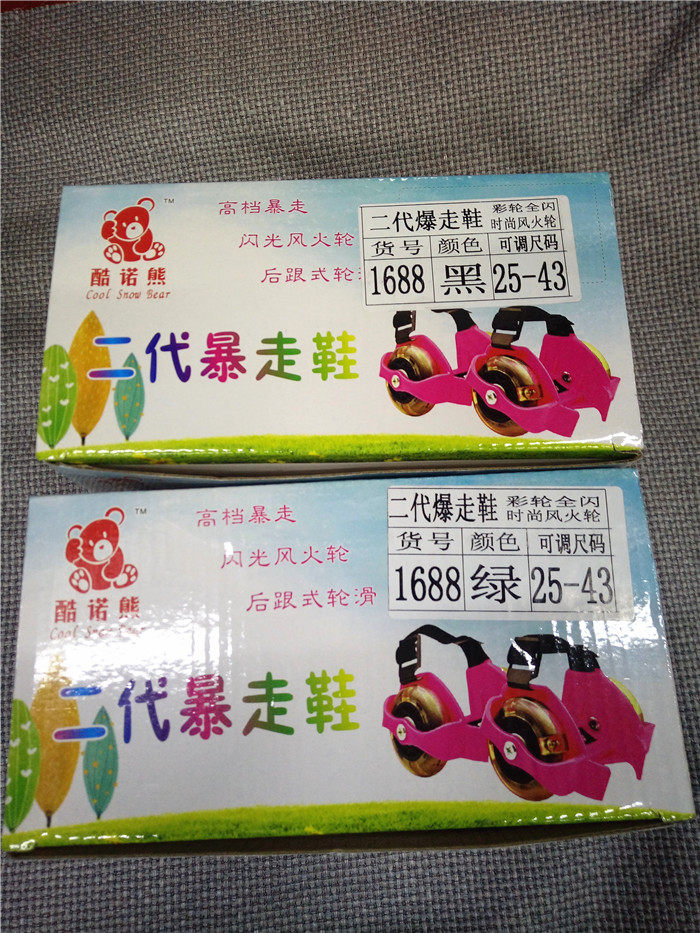 TM
酷诺熊
Cool Snow Bear
高档暴走
闪光风火轮
后跟式轮
二代爆走鞋 彩轮全闪
时尚风火轮
货号 颜色 可调尺码
1688 黑 25-43
二代暴走鞋
TM
酷诺熊
Cool Snow Bear
高档暴走
闪光风火轮
后跟式轮滑
二代爆走鞋 彩轮全闪
时尚风火轮
货号 颜色 可调尺码
1688 绿 25-43
二代暴走鞋